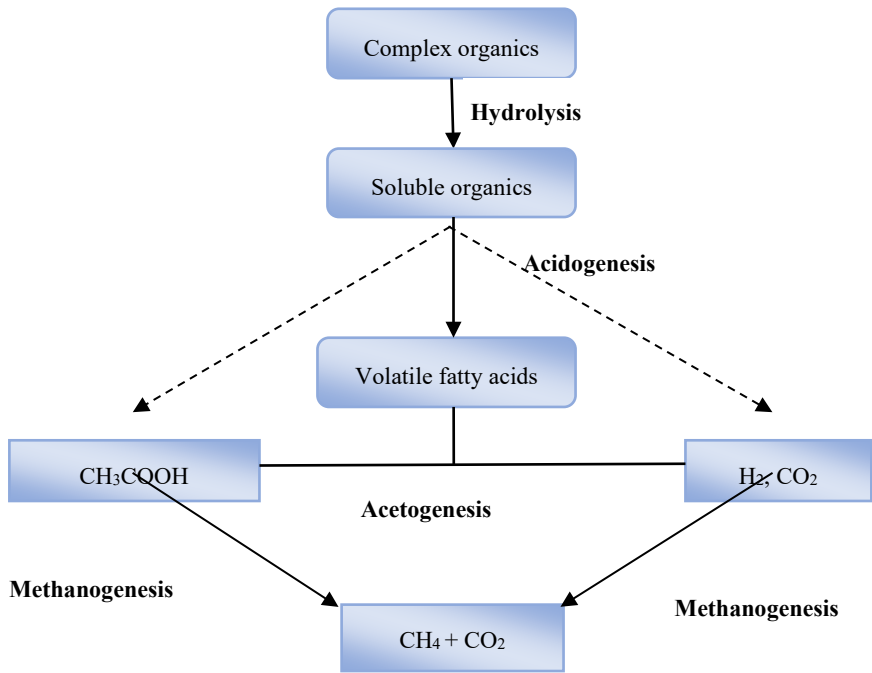 Complex organics
Hydrolysis
Soluble organics
Acidogenesis
Volatile fatty acids
CH₃COOH
H₂, CO₂
Acetogenesis
Methanogenesis
Methanogenesis
CH₄ + CO₂